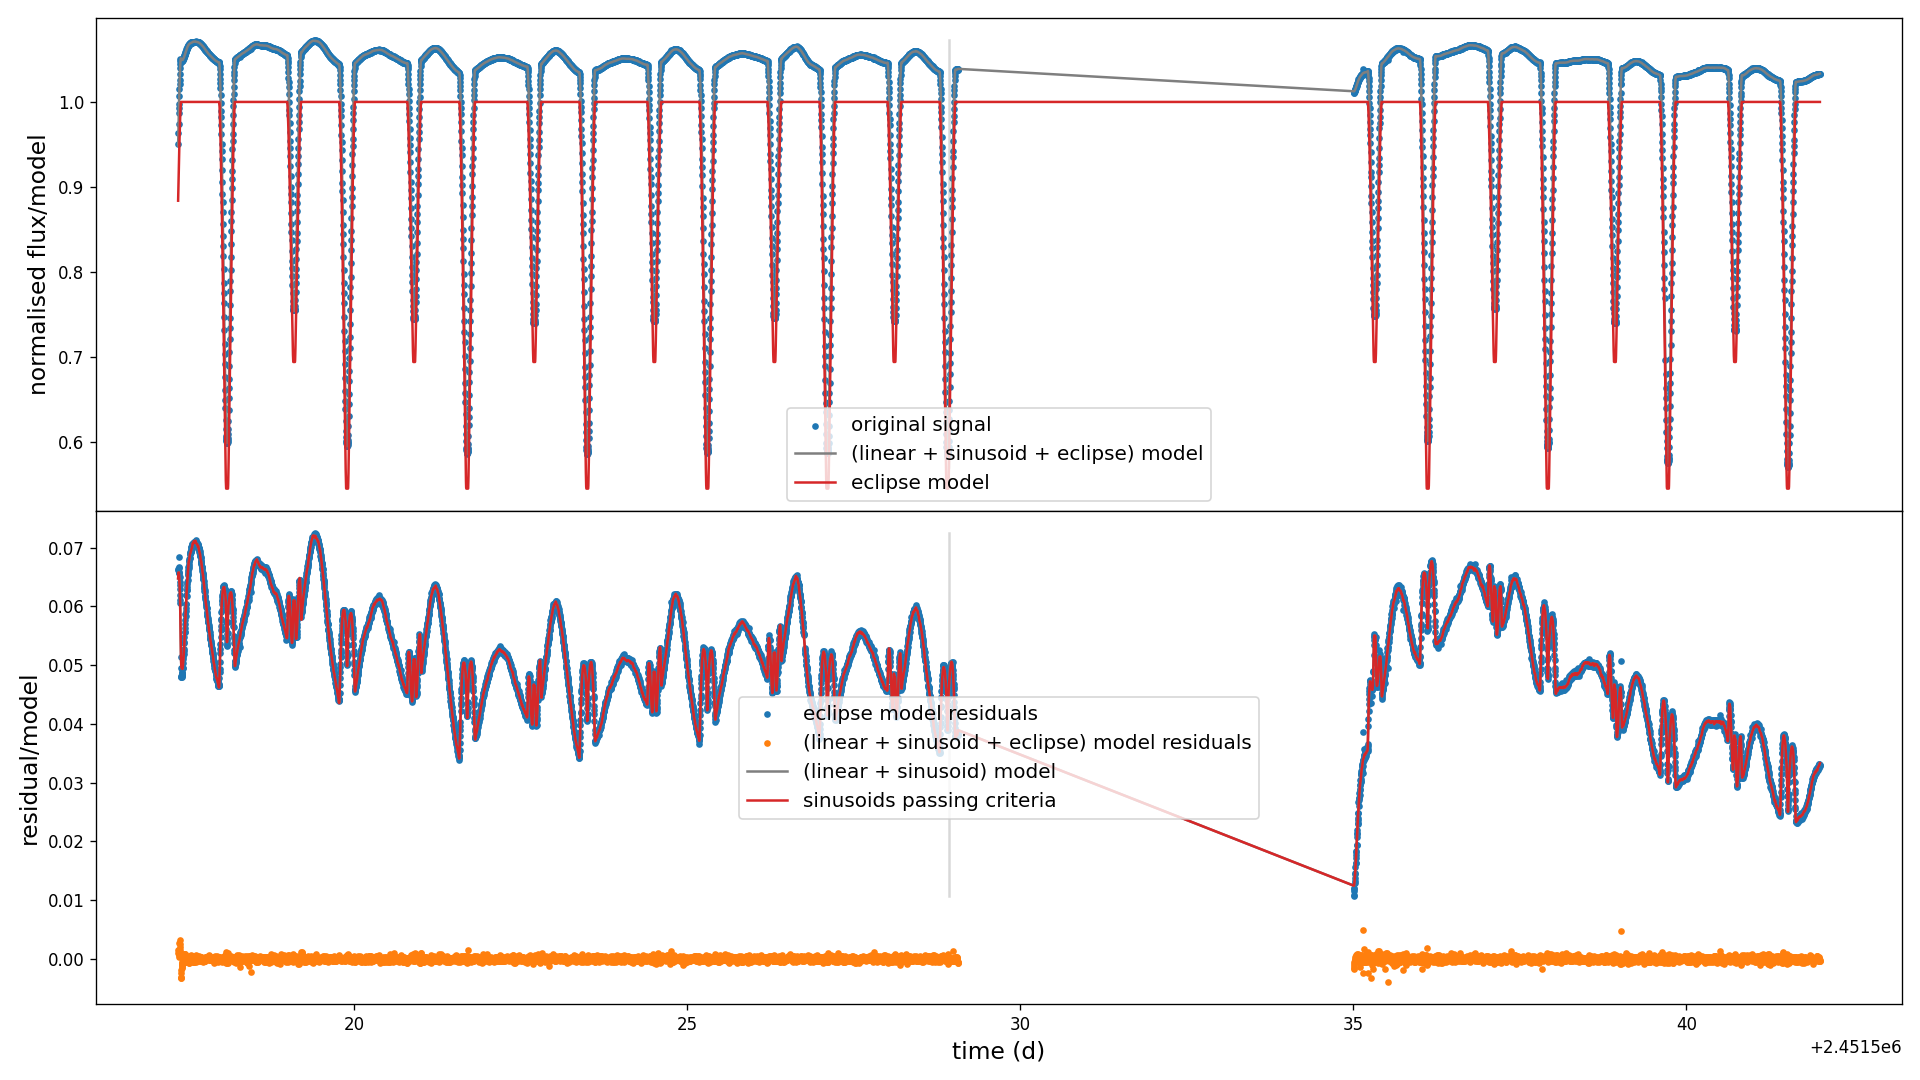 normalised flux/model
1.0
0.9
0.8
0.7
0.6
original signal
(linear + sinusoid + eclipse) model
eclipse model
residual/model
0.07
0.06
0.05
0.04
0.03
0.02
0.01
0.00
eclipse model residuals
(linear + sinusoid + eclipse) model residuals
(linear + sinusoid) model
sinusoids passing criteria
20 25 30 35 40
time (d)
+2.4515e6